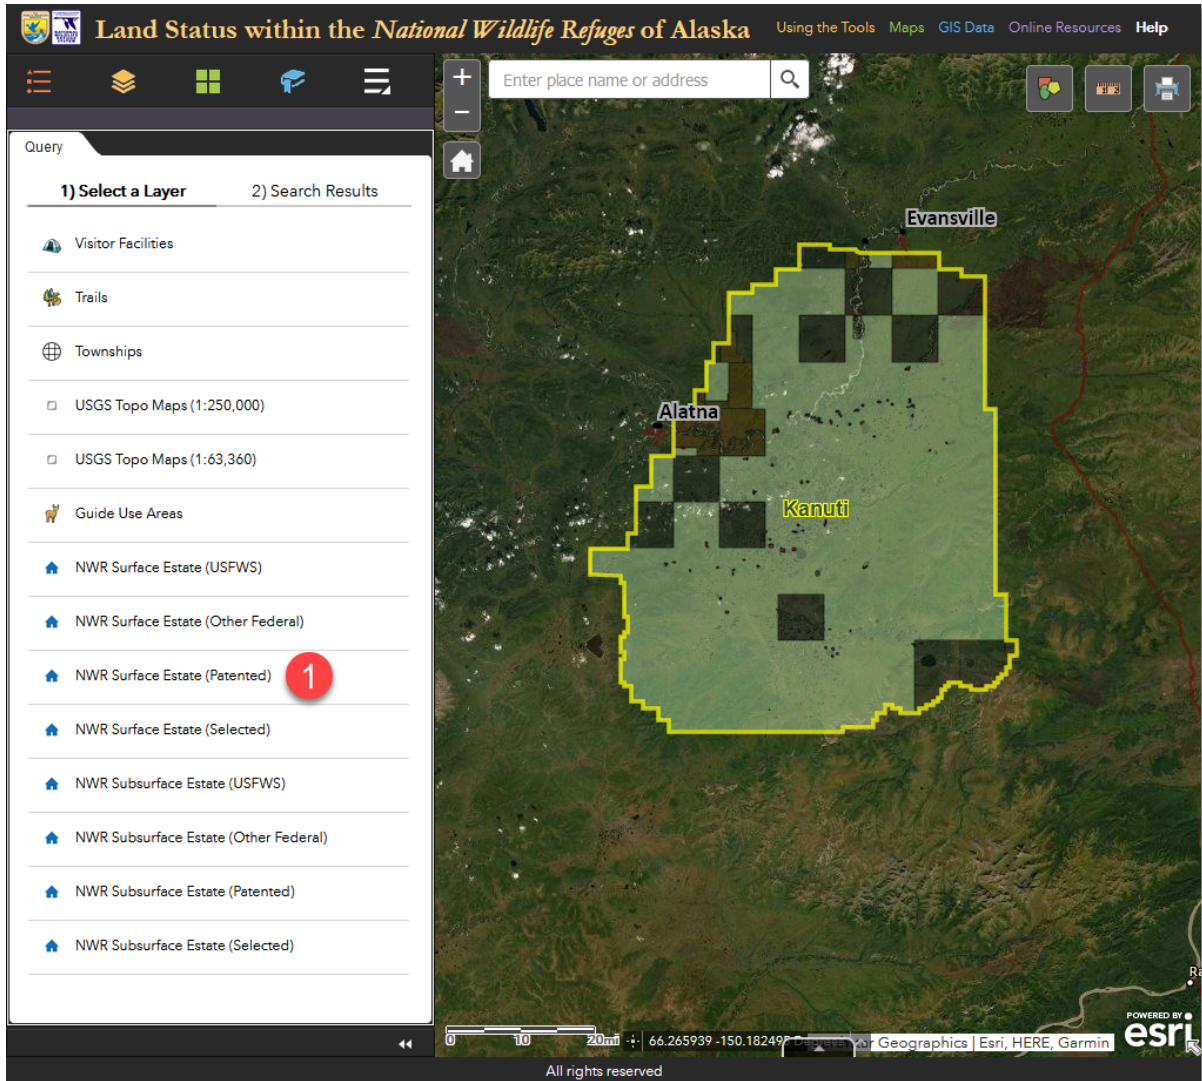 Land Status within the National Wildlife Refuges of Alaska
Using the Tools Maps GIS Data Online Resources Help
+
Enter place name or address
−
Query
1) Select a Layer 2) Search Results
Visitor Facilities
Trails
Townships
USGS Topo Maps (1:250,000)
USGS Topo Maps (1:63,360)
Guide Use Areas
NWR Surface Estate (USFWS)
NWR Surface Estate (Other Federal)
NWR Surface Estate (Patented) 1
NWR Surface Estate (Selected)
NWR Subsurface Estate (USFWS)
NWR Subsurface Estate (Other Federal)
NWR Subsurface Estate (Patented)
NWR Subsurface Estate (Selected)
Evansville
Alatna
Kanuti
Ra
0 10 20mi
66.265939 -150.182495 Degrees
or Geographics | Esri, HERE, Garmin
POWERED BY
esri
All rights reserved